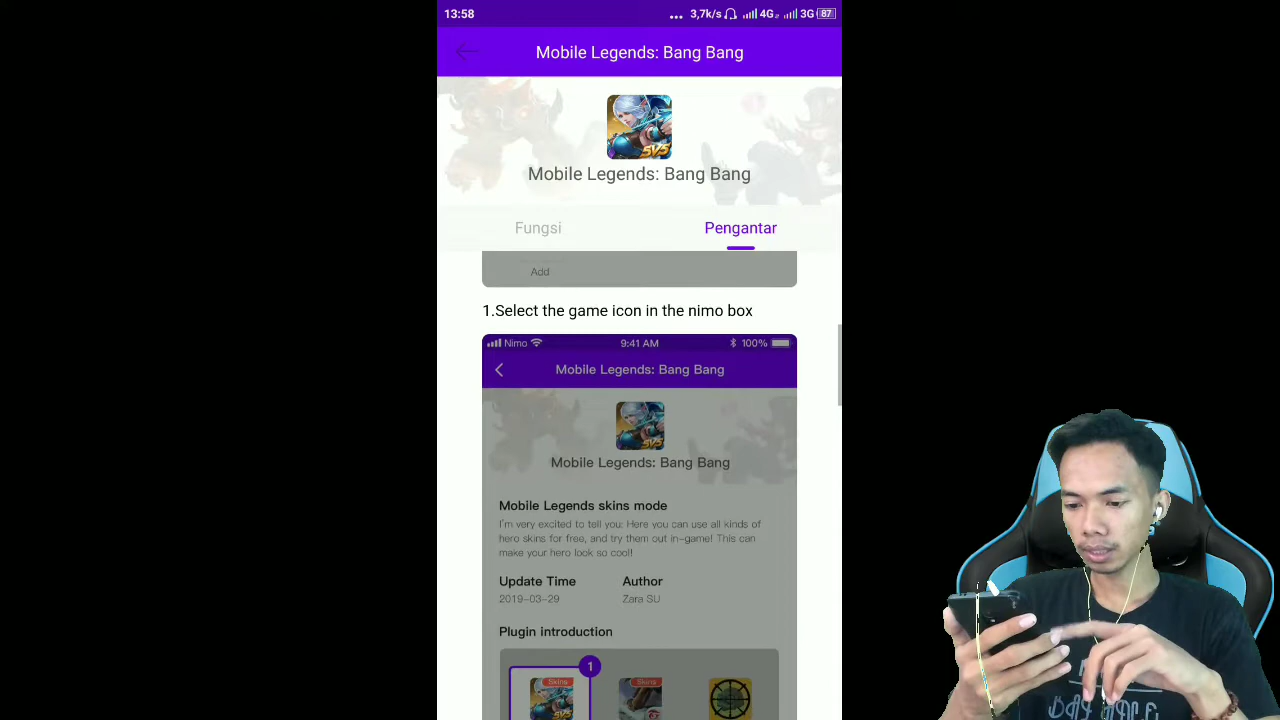 13:58
... 3,7k/s 4G 3G 87
Mobile Legends: Bang Bang
5V5
Mobile Legends: Bang Bang
Fungsi
Pengantar
Add
1.Select the game icon in the nimo box
Nimo 9:41 AM 100%
Mobile Legends: Bang Bang
5V5
Mobile Legends: Bang Bang
Mobile Legends skins mode
I'm very excited to tell you: Here you can use all kinds of
hero skins for free, and try them out in-game! This can
make your hero look so cool!
Update Time
Author
2019-03-29
Zara SU
Plugin introduction
1
Skins
Skins
5V5